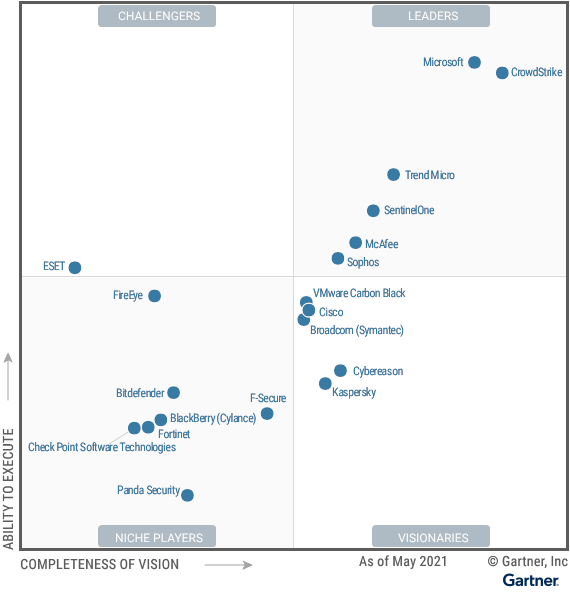 CHALLENGERS
LEADERS
Microsoft
CrowdStrike
Trend Micro
SentinelOne
McAfee
Sophos
ESET
FireEye
VMware Carbon Black
Cisco
Broadcom (Symantec)
Cybereason
Kaspersky
Bitdefender
F-Secure
BlackBerry (Cylance)
Fortinet
Check Point Software Technologies
Panda Security
NICHE PLAYERS
VISIONARIES
ABILITY TO EXECUTE
COMPLETENESS OF VISION
As of May 2021
© Gartner, Inc
Gartner